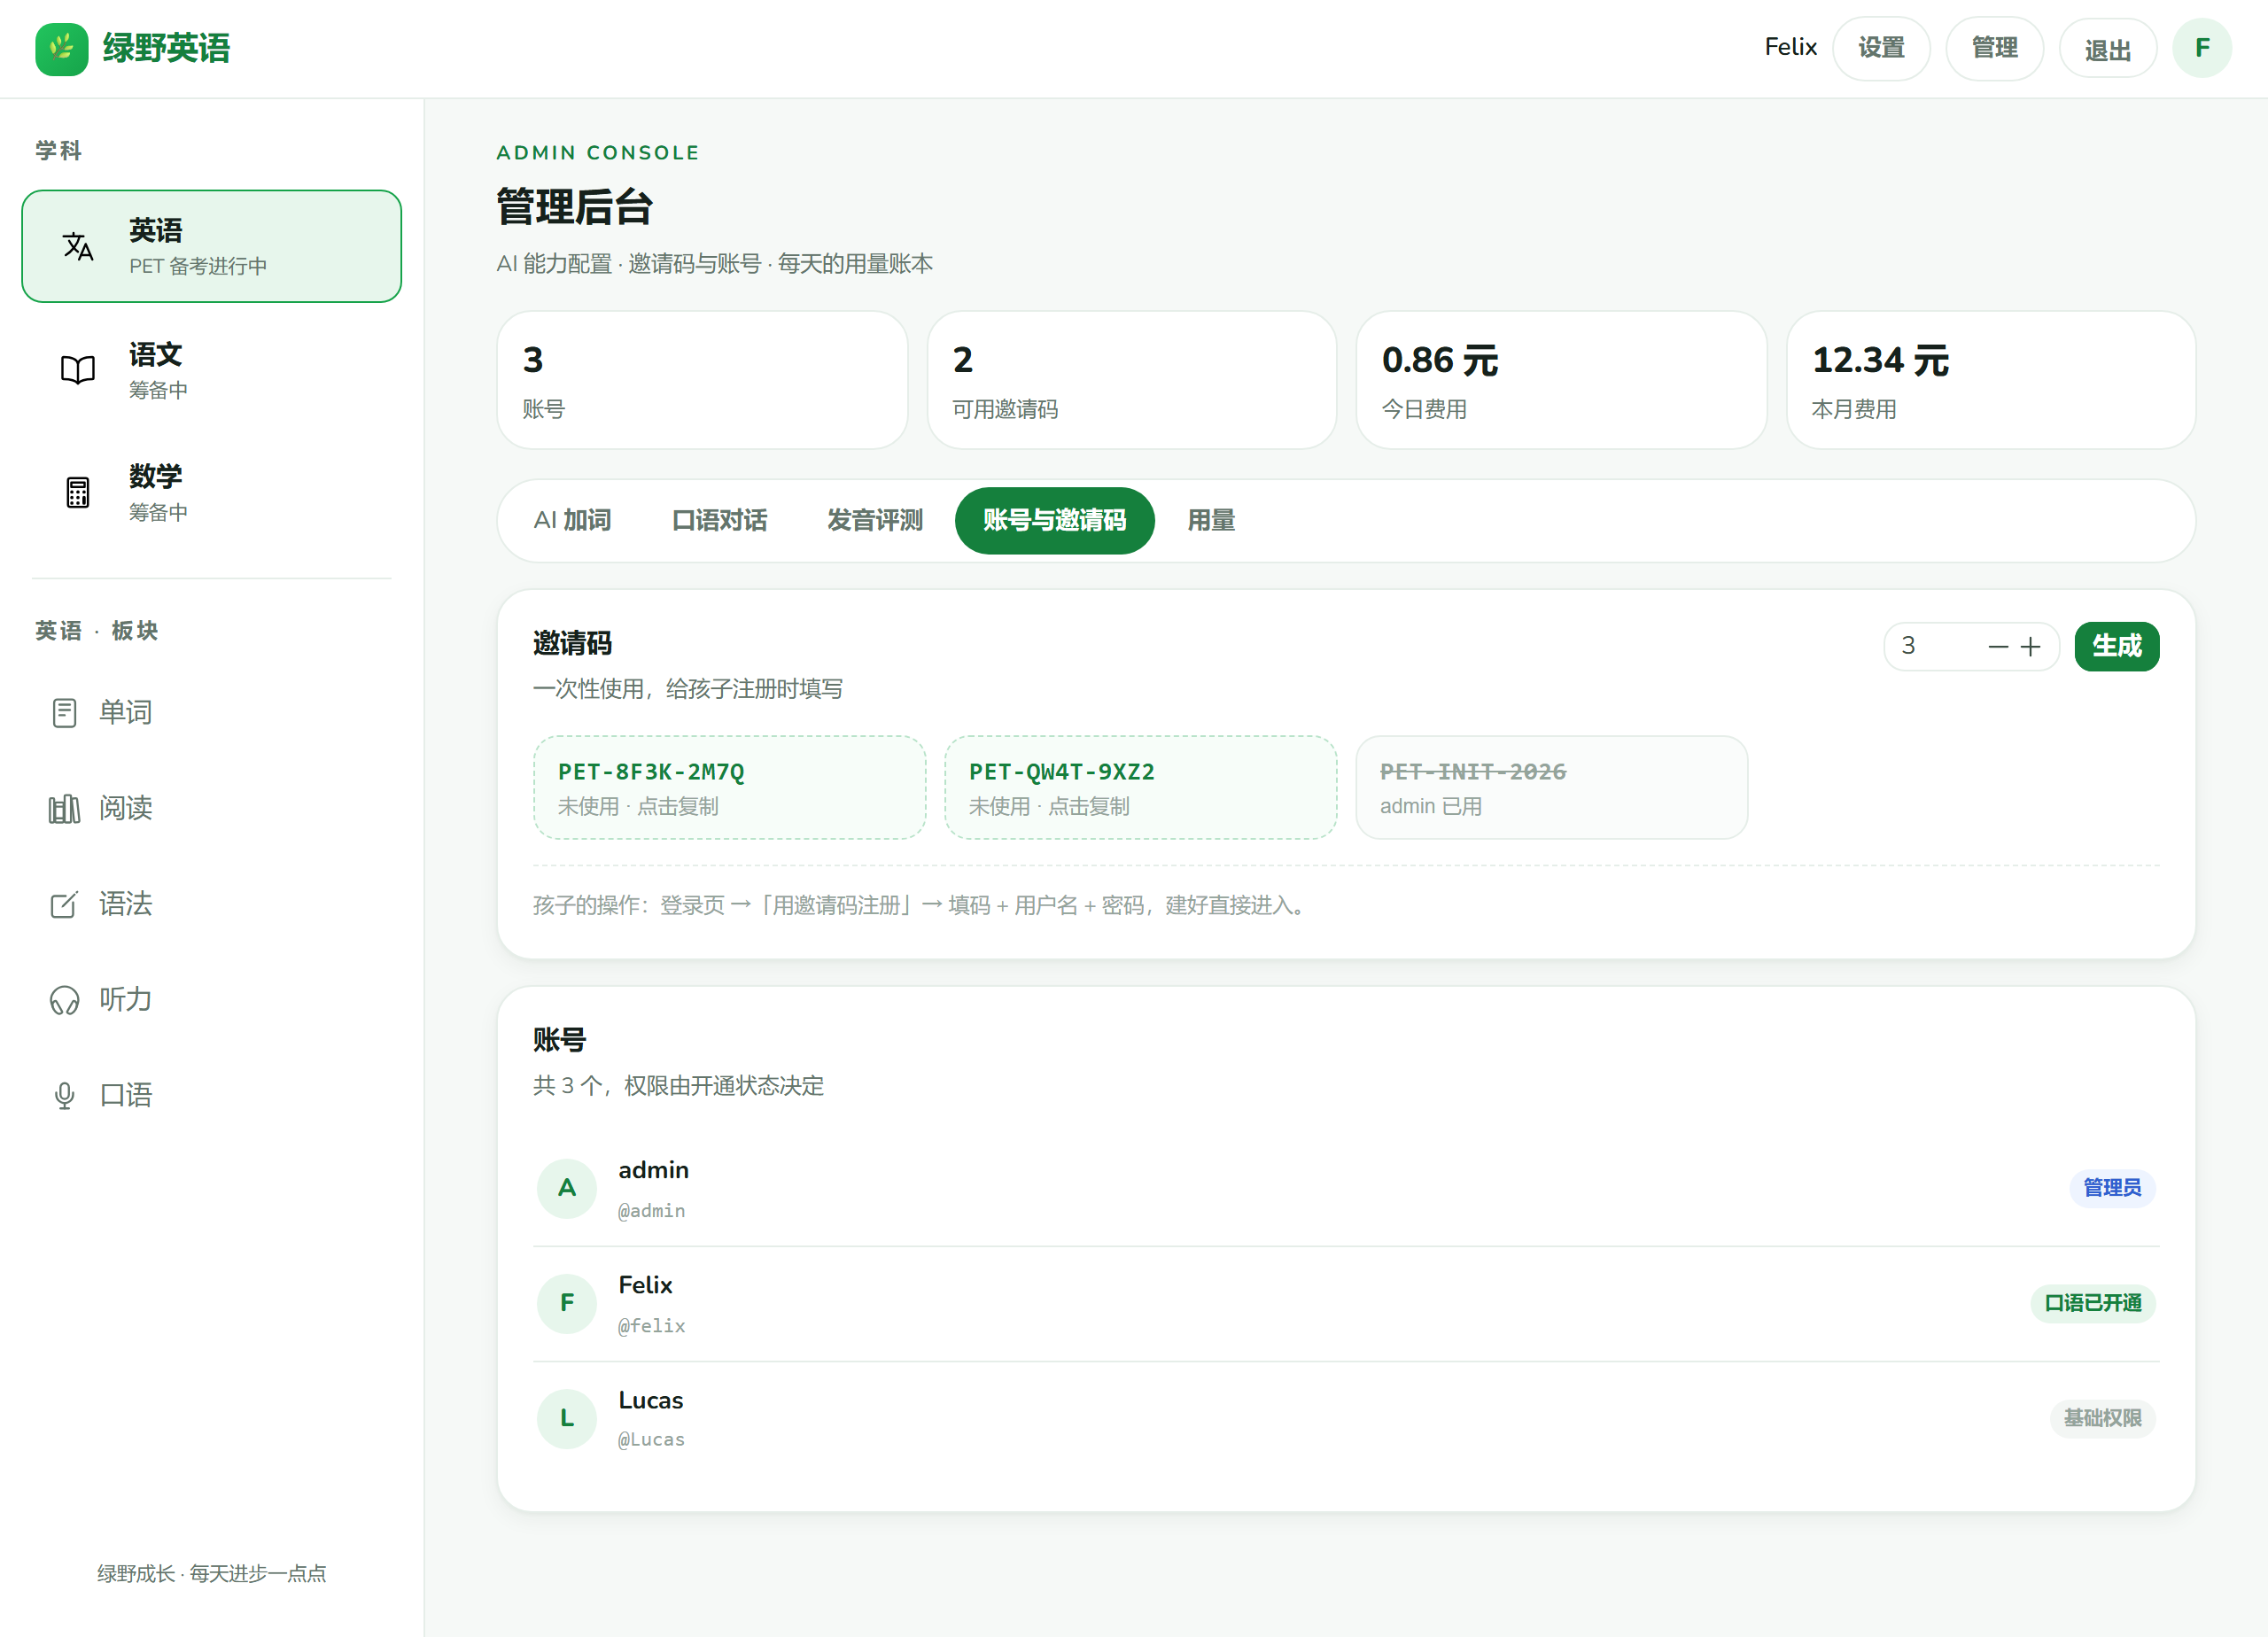 绿野英语
Felix 设置 管理 退出 F
学科
英语
PET 备考进行中
语文
筹备中
数学
筹备中
英语 · 板块
单词
阅读
语法
听力
口语
绿野成长 · 每天进步一点点
ADMIN CONSOLE
管理后台
AI 能力配置 · 邀请码与账号 · 每天的用量账本
3
账号
2
可用邀请码
0.86 元
今日费用
12.34 元
本月费用
AI 加词 口语对话 发音评测 账号与邀请码 用量
邀请码
一次性使用，给孩子注册时填写
3 生成
PET-8F3K-2M7Q
未使用 · 点击复制
PET-QW4T-9XZ2
未使用 · 点击复制
PET-INIT-2026
admin 已用
孩子的操作：登录页 →「用邀请码注册」→ 填码 + 用户名 + 密码，建好直接进入。
账号
共 3 个，权限由开通状态决定
A
admin
@admin
管理员
F
Felix
@felix
口语已开通
L
Lucas
@Lucas
基础权限